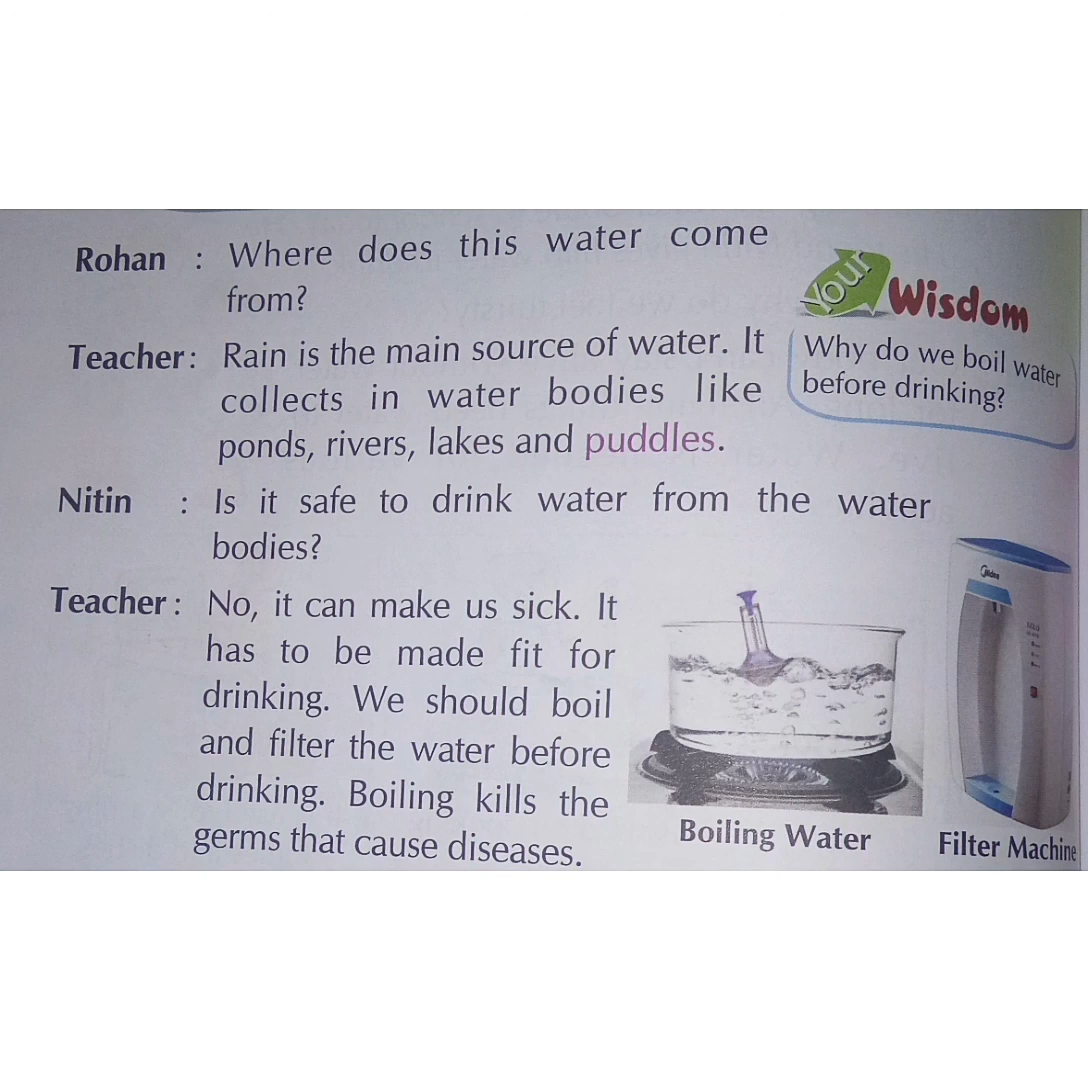 Rohan : Where does this water come
from?
Teacher: Rain is the main source of water. It
collects in water bodies like
ponds, rivers, lakes and puddles.
Your Wisdom
Why do we boil water
before drinking?
Nitin : Is it safe to drink water from the water
bodies?
Teacher: No, it can make us sick. It
has to be made fit for
drinking. We should boil
and filter the water before
drinking. Boiling kills the
germs that cause diseases.
Midea
Boiling Water
Filter Machine